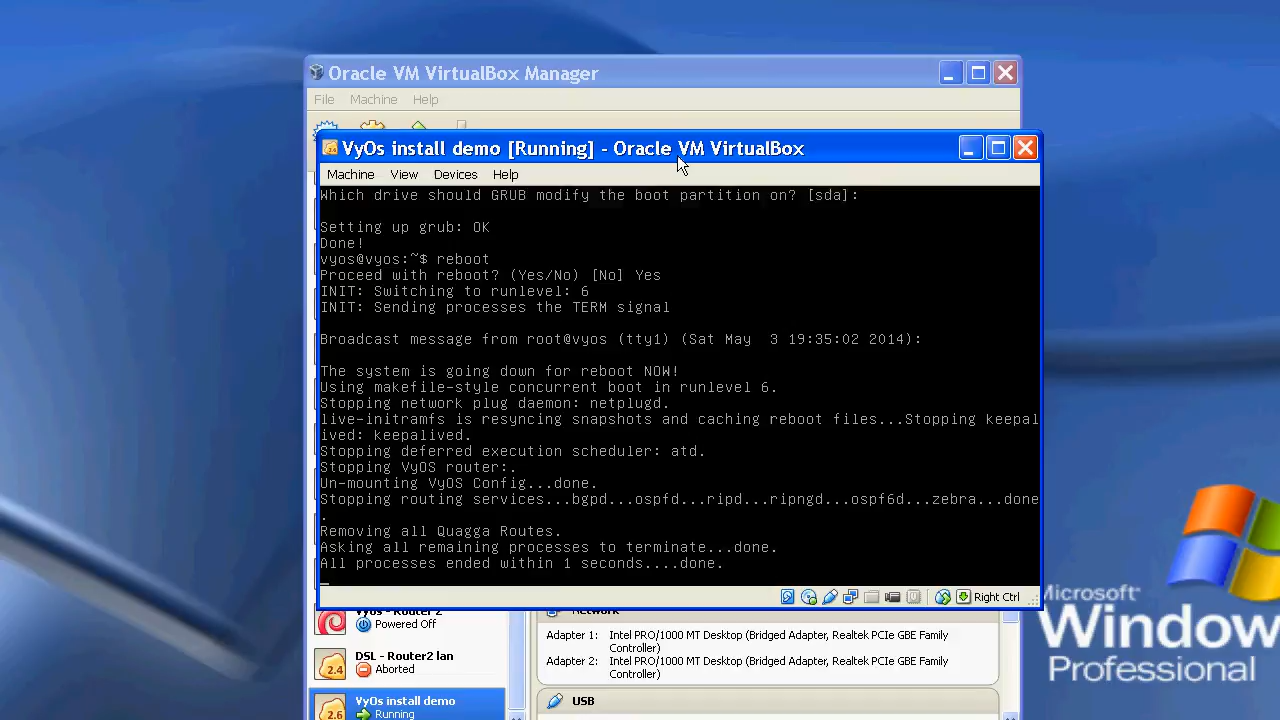 Oracle VM VirtualBox Manager
File Machine Help
VyOs install demo [Running] - Oracle VM VirtualBox
Machine View Devices Help
Which drive should GRUB modify the boot partition on? [sda]:
Setting up grub: OK
Done!
vyos@vyos:~$ reboot
Proceed with reboot? (Yes/No) [No] Yes
INIT: Switching to runlevel: 6
INIT: Sending processes the TERM signal
Broadcast message from root@vyos (tty1) (Sat May  3 19:35:02 2014):
The system is going down for reboot NOW!
Using makefile-style concurrent boot in runlevel 6.
Stopping network plug daemon: netplugd.
live-initramfs is resyncing snapshots and caching reboot files...Stopping keepal
ived: keepalived.
Stopping deferred execution scheduler: atd.
Stopping VyOS router:.
Un-mounting VyOS Config...done.
Stopping routing services...bgpd...ospfd...ripd...ripngd...ospf6d...zebra...done
.
Removing all Quagga Routes.
Asking all remaining processes to terminate...done.
All processes ended within 1 seconds....done.
Right Ctrl
Vyos - Router 2
Powered Off
2.4 DSL - Router2 lan
Aborted
2.6 VyOs install demo
Running
Network
Adapter 1: Intel PRO/1000 MT Desktop (Bridged Adapter, Realtek PCIe GBE Family
Controller)
Adapter 2: Intel PRO/1000 MT Desktop (Bridged Adapter, Realtek PCIe GBE Family
Controller)
USB
Microsoft
Window
Professional